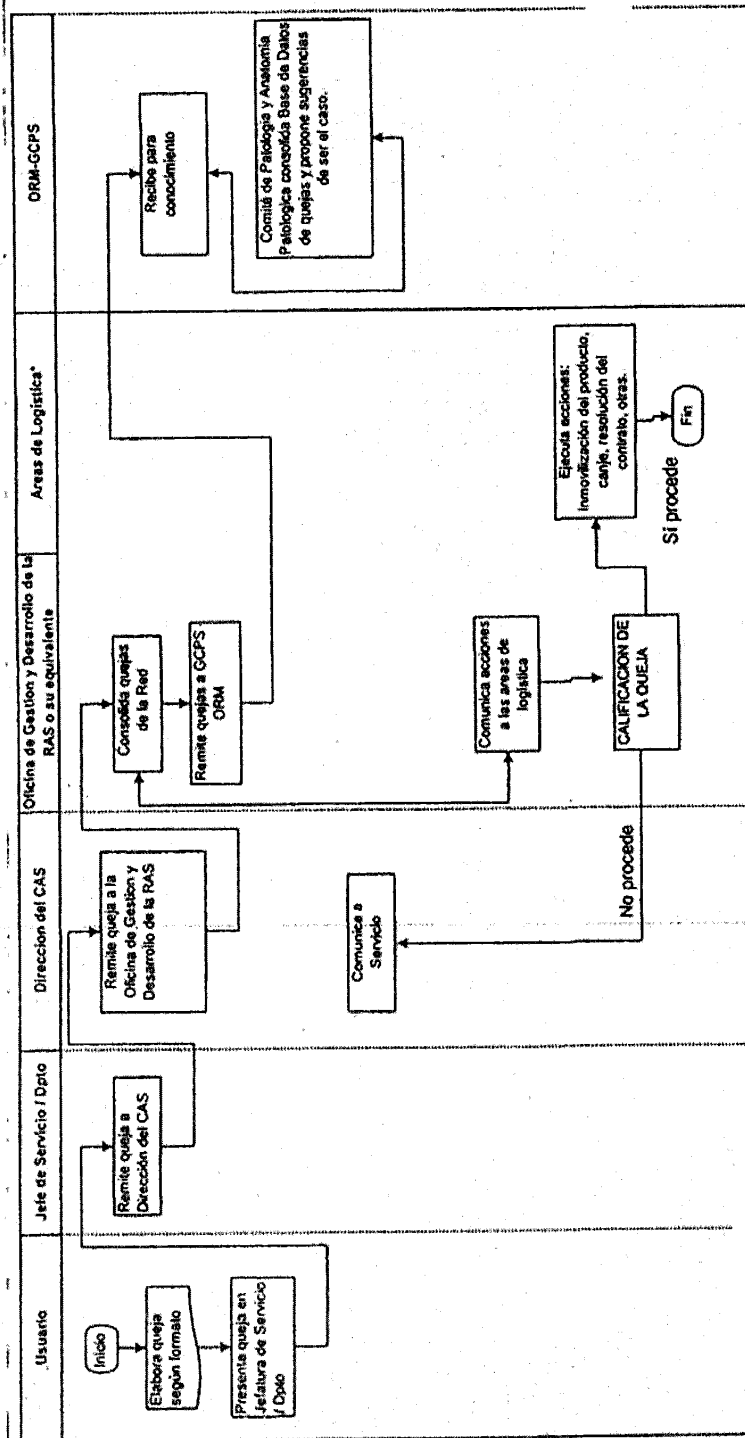 Usuario
Jefe de Servicio / Dpto
Direccion del CAS
Oficina de Gestion y Desarrollo de la
RAS o su equivalente
Areas de Logística*
ORM-GCPS
Inicio
Elabora queja
según formato
Presenta queja en
Jefatura de Servicio
/ Dpto
Remite queja a
Dirección del CAS
Remite queja a la
Oficina de Gestion y
Desarrollo de la RAS
Comunica a
Servicio
No procede
Consolida quejas
de la Red
Remite quejas a GCPS
ORM
Comunica acciones
a las areas de
logística
CALIFICACION DE
LA QUEJA
Ejecuta acciones:
Inmovilización del producto,
canje, resolución del
contrato, otras.
Fin
Sí procede
Recibe para
conocimiento
Comité de Patología y Anatomía
Patologica consolida Base de Datos
de quejas y propone sugerencias
de ser el caso.